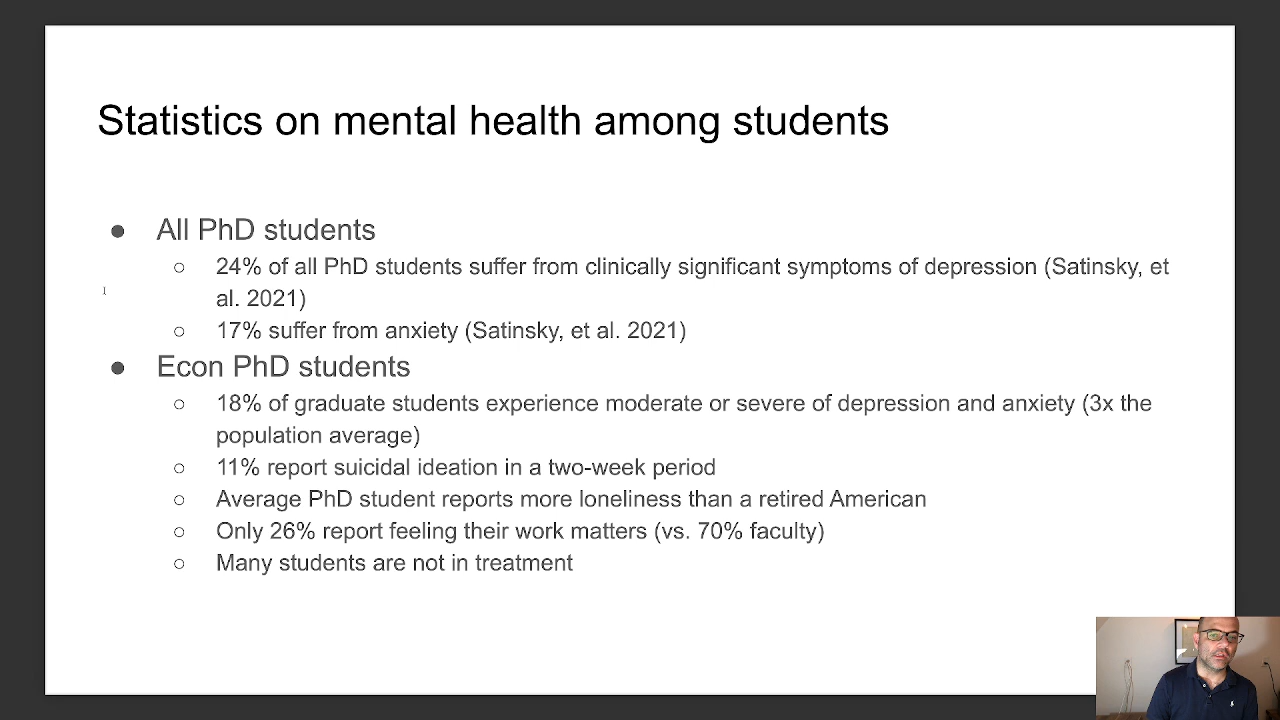 Statistics on mental health among students
● All PhD students
○ 24% of all PhD students suffer from clinically significant symptoms of depression (Satinsky, et
al. 2021)
○ 17% suffer from anxiety (Satinsky, et al. 2021)
● Econ PhD students
○ 18% of graduate students experience moderate or severe of depression and anxiety (3x the
population average)
○ 11% report suicidal ideation in a two-week period
○ Average PhD student reports more loneliness than a retired American
○ Only 26% report feeling their work matters (vs. 70% faculty)
○ Many students are not in treatment